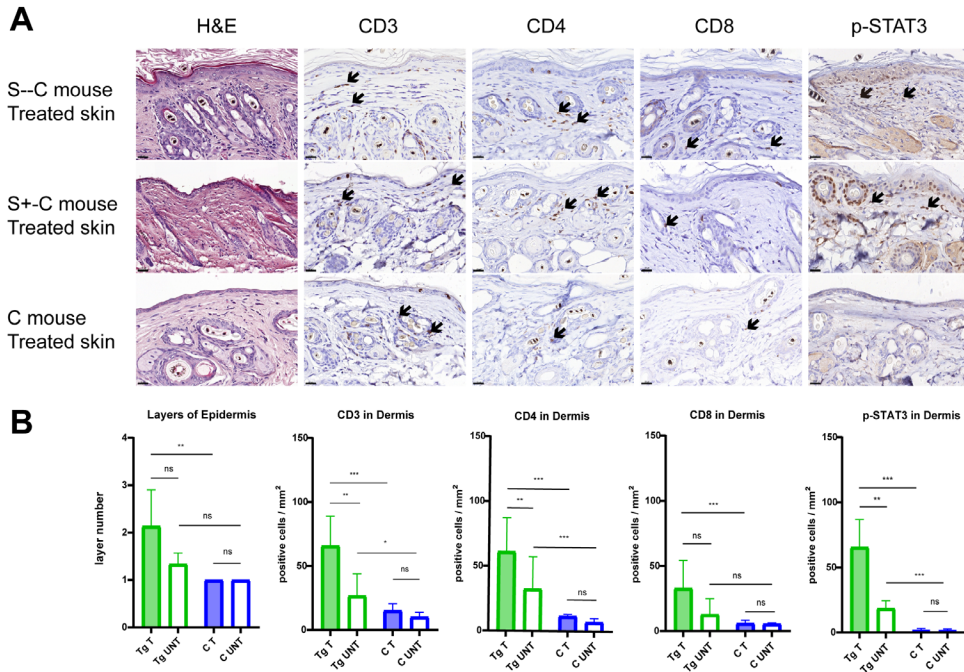 A
H&E CD3 CD4 CD8 p-STAT3
S--C mouse
Treated skin
S+-C mouse
Treated skin
C mouse
Treated skin
B
Layers of Epidermis
layer number
4
3
2
1
0
**
ns
ns
ns
Tg T
Tg UNT
C T
C UNT
CD3 in Dermis
positive cells / mm²
150
100
50
0
***
**
*
ns
Tg T
Tg UNT
C T
C UNT
CD4 in Dermis
positive cells / mm²
150
100
50
0
***
**
***
ns
Tg T
Tg UNT
C T
C UNT
CD8 in Dermis
positive cells / mm²
150
100
50
0
***
ns
ns
ns
Tg T
Tg UNT
C T
C UNT
p-STAT3 in Dermis
positive cells / mm²
150
100
50
0
***
**
***
ns
Tg T
Tg UNT
C T
C UNT